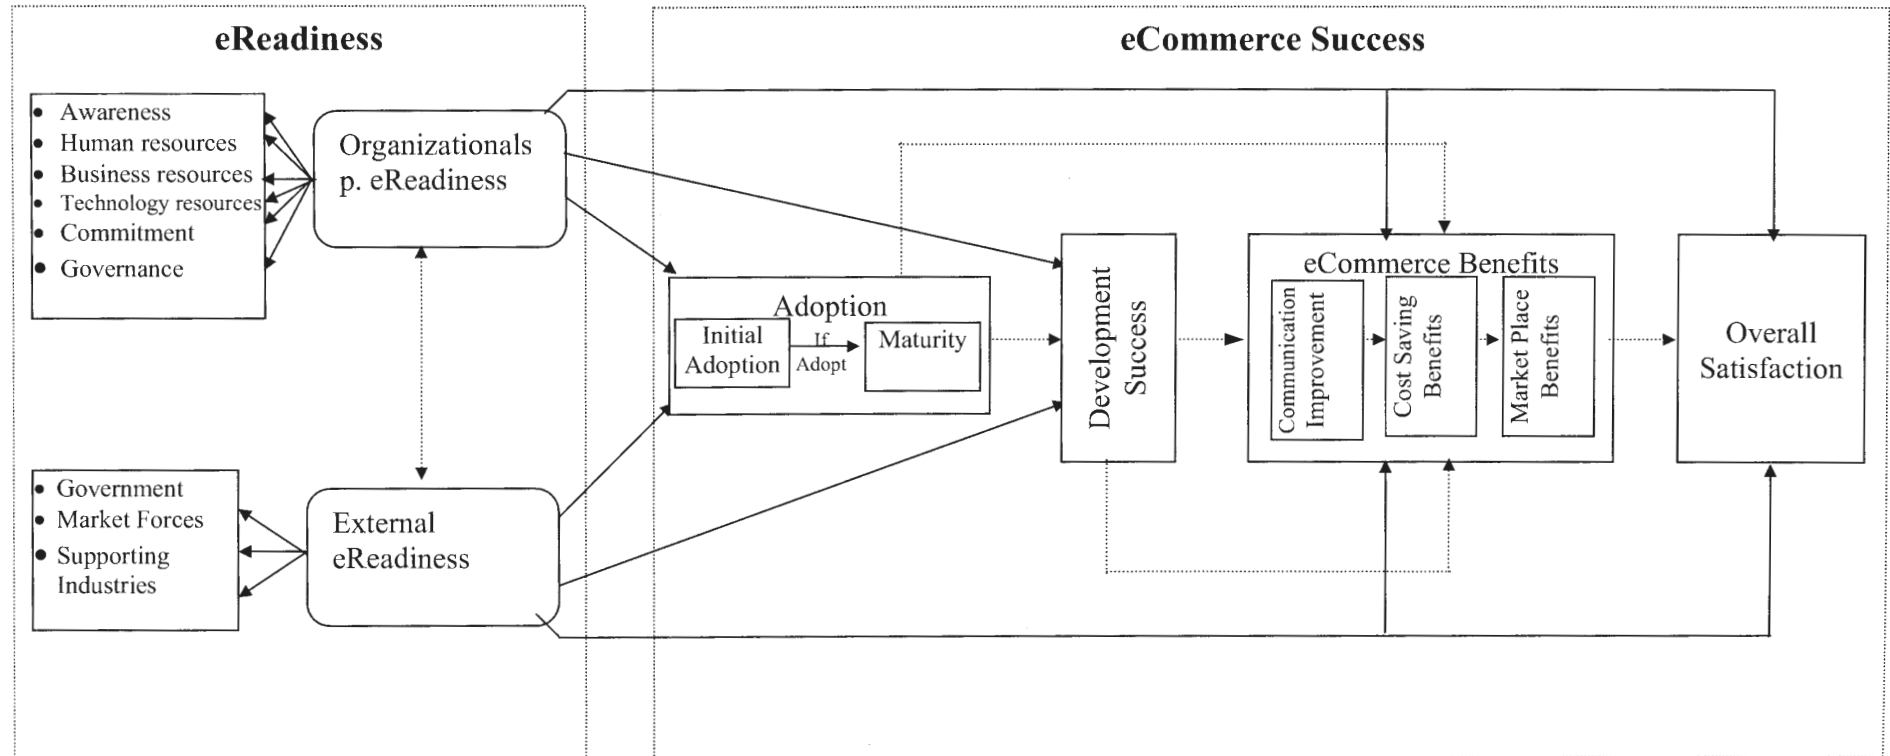 eReadiness
eCommerce Success
• Awareness
• Human resources
• Business resources
• Technology resources
• Commitment
• Governance
Organizationals
p. eReadiness
Adoption
Initial
Adoption
If
Adopt
Maturity
Development
Success
eCommerce Benefits
Communication
Improvement
Cost Saving
Benefits
Market Place
Benefits
Overall
Satisfaction
• Government
• Market Forces
• Supporting
Industries
External
eReadiness